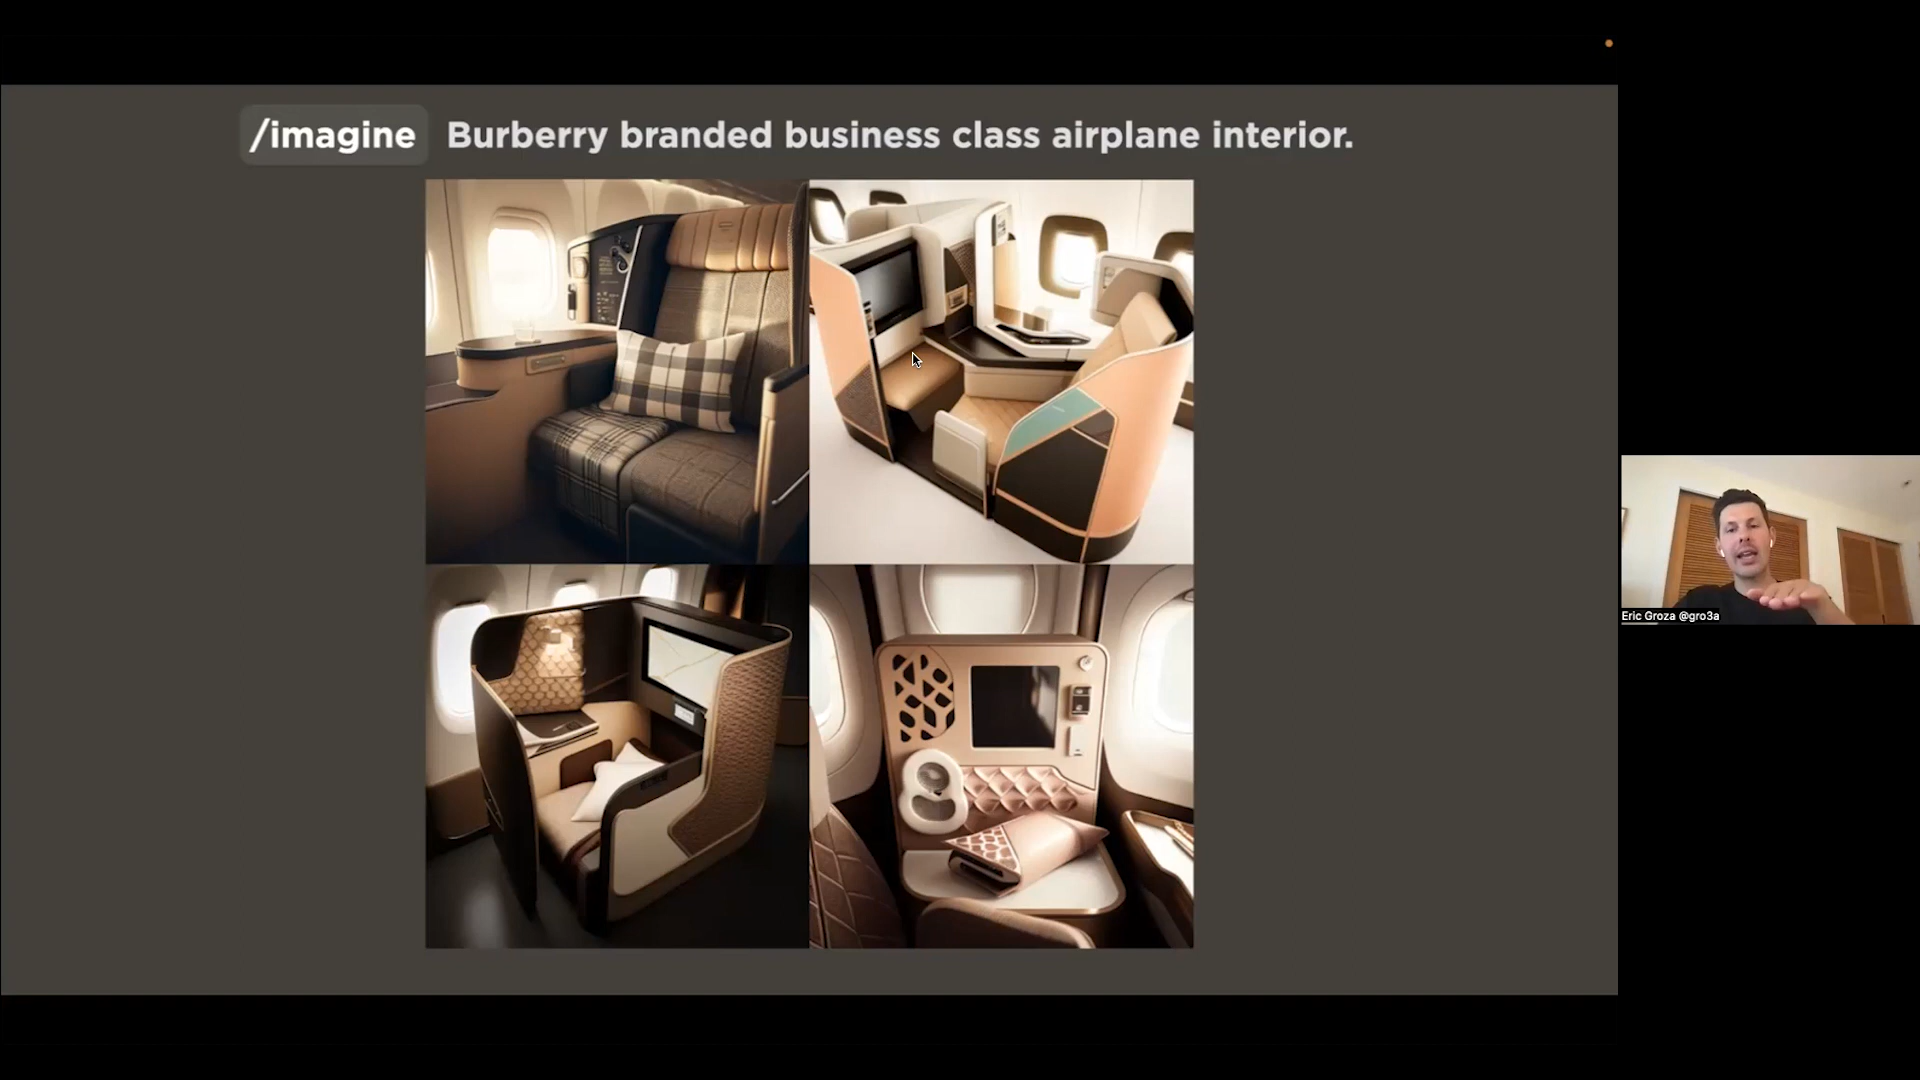 /imagine Burberry branded business class airplane interior.
Eric Groza @gro3a